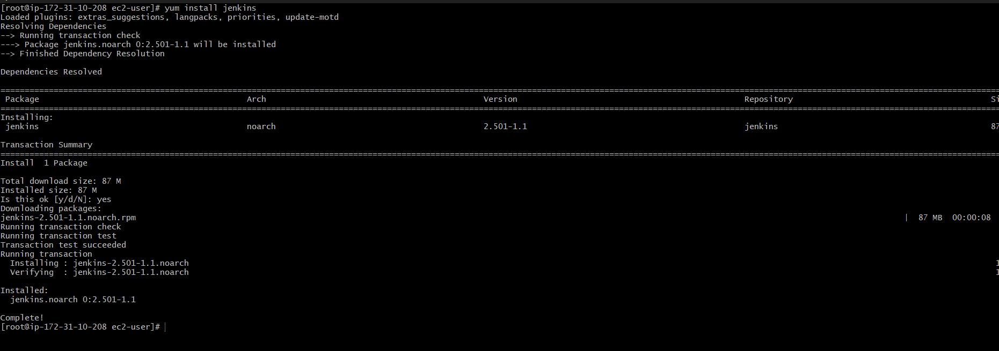 [root@ip-172-31-10-208 ec2-user]# yum install jenkins
Loaded plugins: extras_suggestions, langpacks, priorities, update-motd
Resolving Dependencies
--> Running transaction check
---> Package jenkins.noarch 0:2.501-1.1 will be installed
--> Finished Dependency Resolution
Dependencies Resolved
Package Arch Version Repository Si
Installing:
jenkins noarch 2.501-1.1 jenkins 87
Transaction Summary
Install 1 Package
Total download size: 87 M
Installed size: 87 M
Is this ok [y/d/N]: yes
Downloading packages:
jenkins-2.501-1.1.noarch.rpm | 87 MB 00:00:08
Running transaction check
Running transaction test
Transaction test succeeded
Running transaction
Installing : jenkins-2.501-1.1.noarch 1
Verifying : jenkins-2.501-1.1.noarch 1
Installed:
jenkins.noarch 0:2.501-1.1
Complete!
[root@ip-172-31-10-208 ec2-user]#